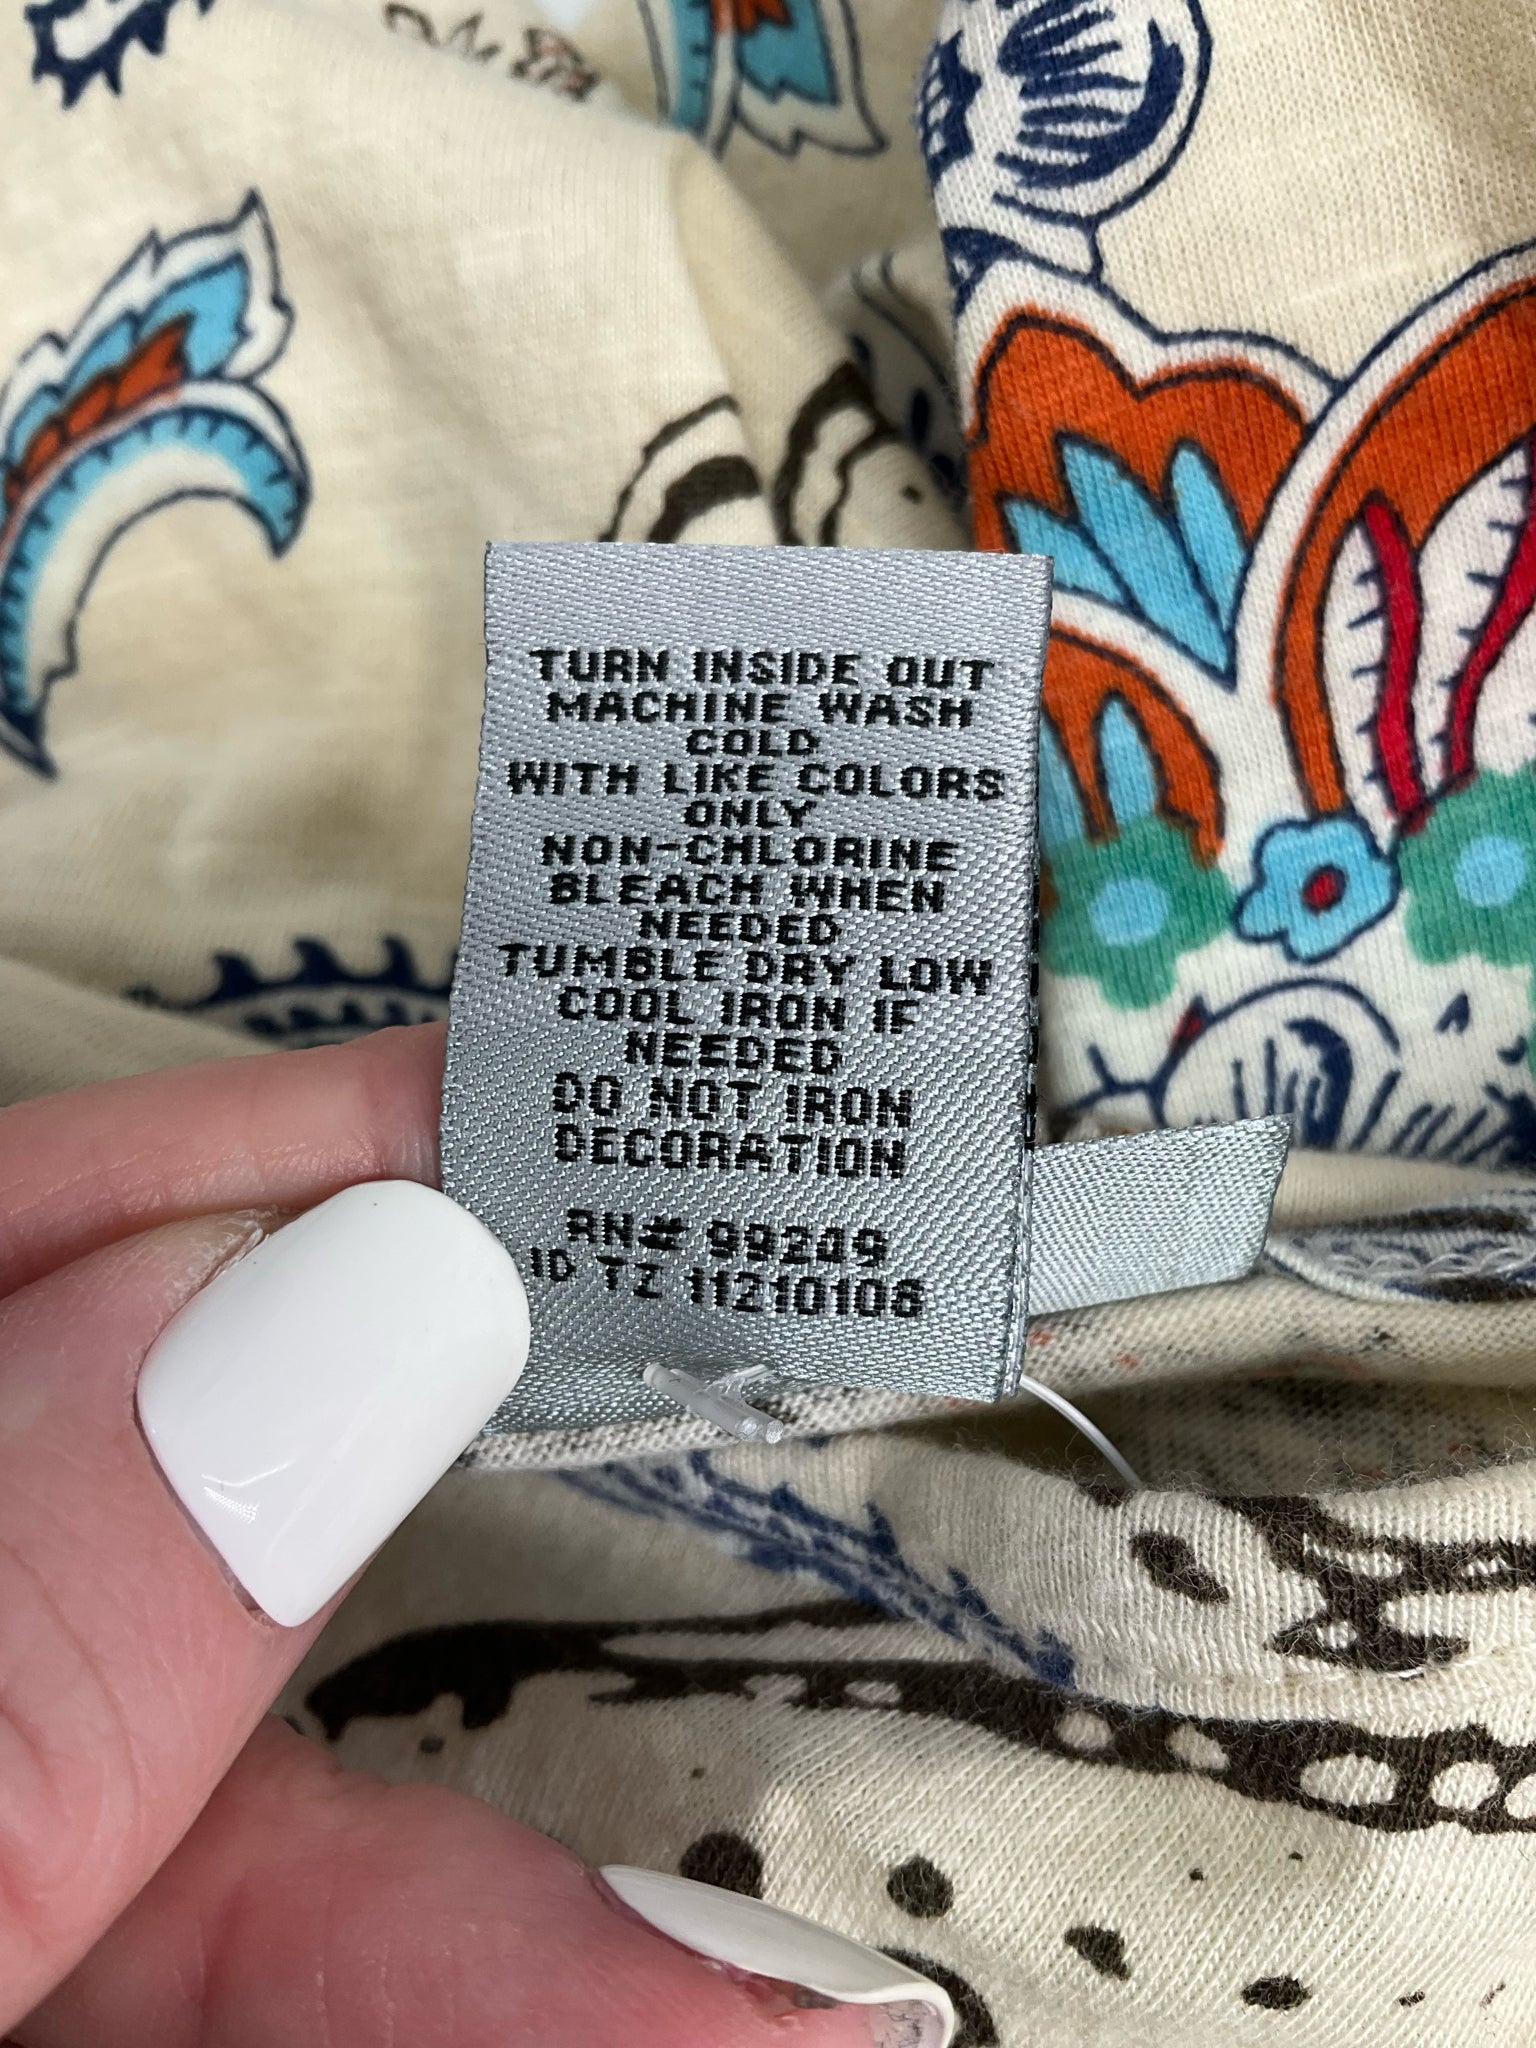 TURN INSIDE OUT
MACHINE WASH
COLD
WITH LIKE COLORS
ONLY
NON-CHLORINE
BLEACH WHEN
NEEDED
TUMBLE DRY LOW
COOL IRON IF
NEEDED
DO NOT IRON
DECORATION
RN# 99249
ID TZ 11210106